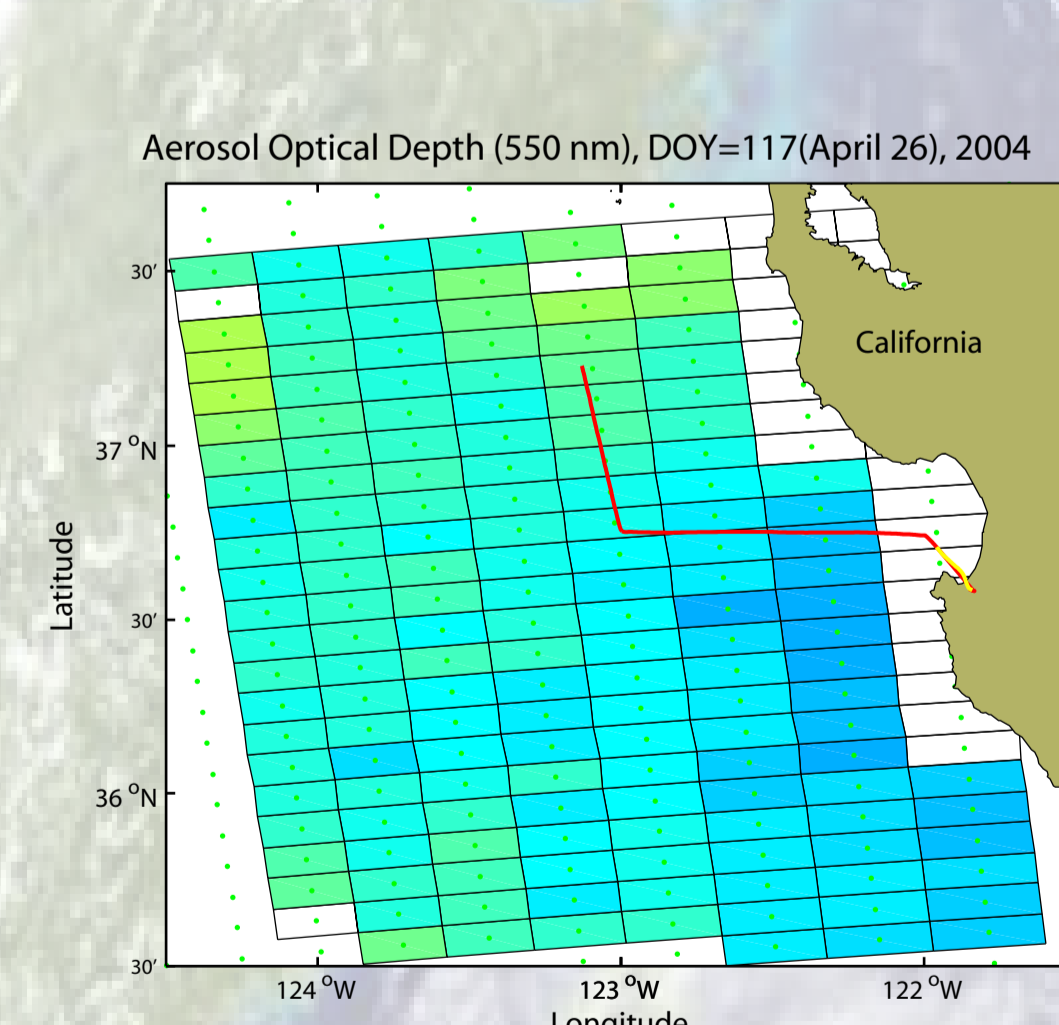 Aerosol Optical Depth (550 nm), DOY=117(April 26), 2004
30′
California
37 °N
Latitude
30′
36 °N
30′
124 °W
123 °W
122 °W
Longitude